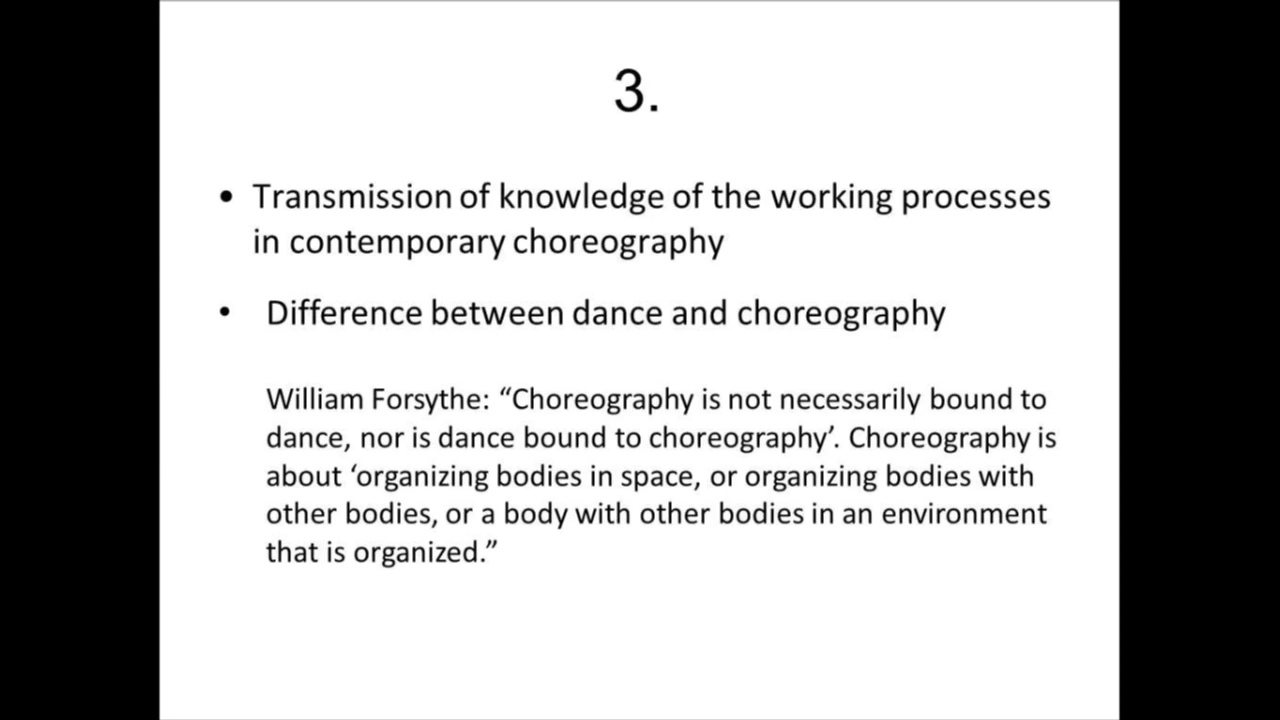 3.
• Transmission of knowledge of the working processes
in contemporary choreography
• Difference between dance and choreography
William Forsythe: “Choreography is not necessarily bound to
dance, nor is dance bound to choreography’. Choreography is
about ‘organizing bodies in space, or organizing bodies with
other bodies, or a body with other bodies in an environment
that is organized.”